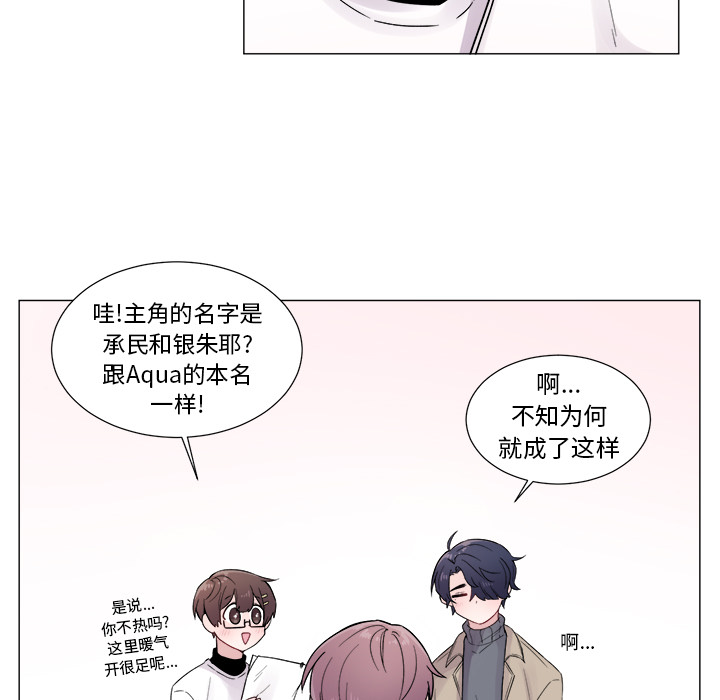 哇!主角的名字是
承民和银朱耶?
跟Aqua的本名
一样!
啊...
不知为何
就成了这样
是说...
你不热吗?
这里暖气
开很足呢...
啊...